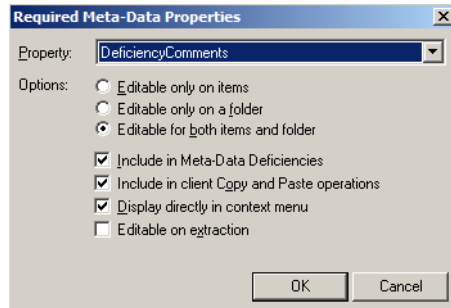 Required Meta-Data Properties
Property: DeficiencyComments
Options: Editable only on items
Editable only on a folder
Editable for both items and folder
Include in Meta-Data Deficiencies
Include in client Copy and Paste operations
Display directly in context menu
Editable on extraction
OK Cancel